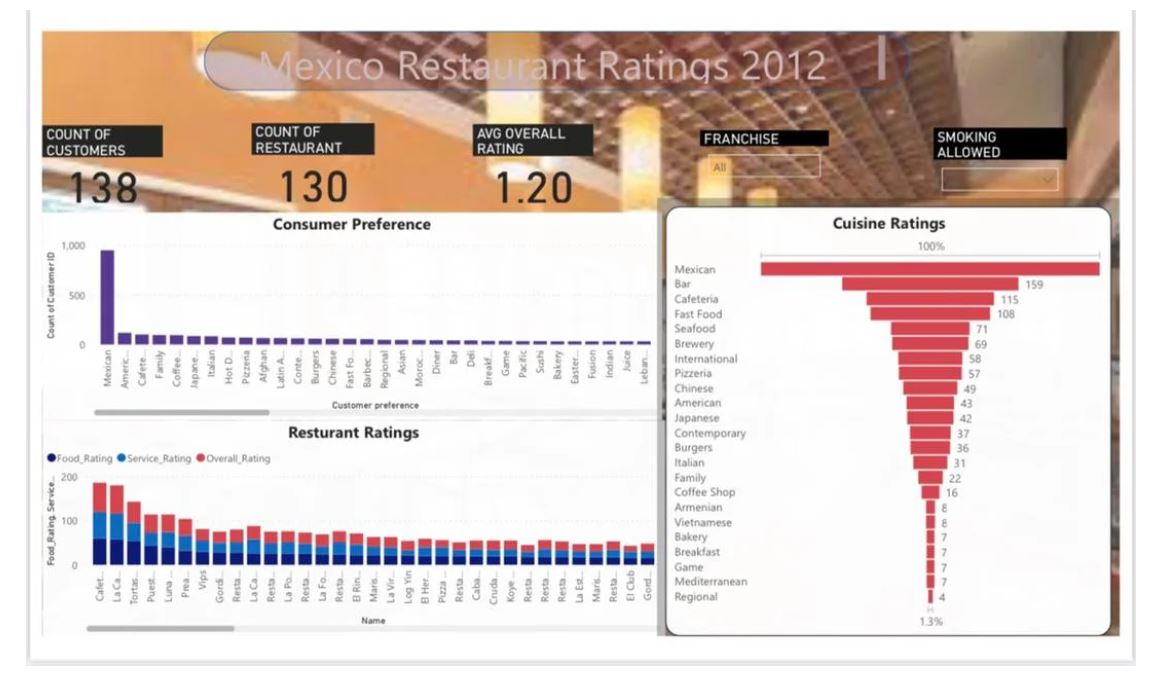 Mexico Restaurant Ratings 2012
COUNT OF
CUSTOMERS
138
COUNT OF
RESTAURANT
130
AVG OVERALL
RATING
1.20
FRANCHISE
All
SMOKING
ALLOWED
Consumer Preference
Count of Customer ID
1,000
500
0
Mexican
Americ...
Cafete...
Family
Coffee...
Japane...
Italian
Hot D...
Pizzeria
Afghan
Latin A...
Conte...
Burgers
Chinese
Fast Fo...
Barbec...
Regional
Asian
Moroc...
Diner
Bar
Deli
Breakf...
Game
Pacific
Sushi
Bakery
Easter...
Fusion
Indian
Juice
Leban...
Customer preference
Resturant Ratings
Food_Rating Service_Rating Overall_Rating
Food_Rating, Service...
200
100
0
Cafet...
La Ca...
Tortas...
Puest...
Luna ...
Prea...
Vips
Gordi...
Resta...
La Ca...
Resta...
La Po...
Resta...
La Fo...
Resta...
El Rin...
Maris...
La Vir...
Log Yin
El Her...
Pizza ...
Resta...
Caba...
Cruda...
Koye ...
Resta...
Resta...
Resta...
La Est...
Maris...
Resta...
El Club
Gord...
Name
Cuisine Ratings
100%
Mexican
Bar 159
Cafeteria 115
Fast Food 108
Seafood 71
Brewery 69
International 58
Pizzeria 57
Chinese 49
American 43
Japanese 42
Contemporary 37
Burgers 36
Italian 31
Family 22
Coffee Shop 16
Armenian 8
Vietnamese 8
Bakery 7
Breakfast 7
Game 7
Mediterranean 7
Regional 4
1.3%